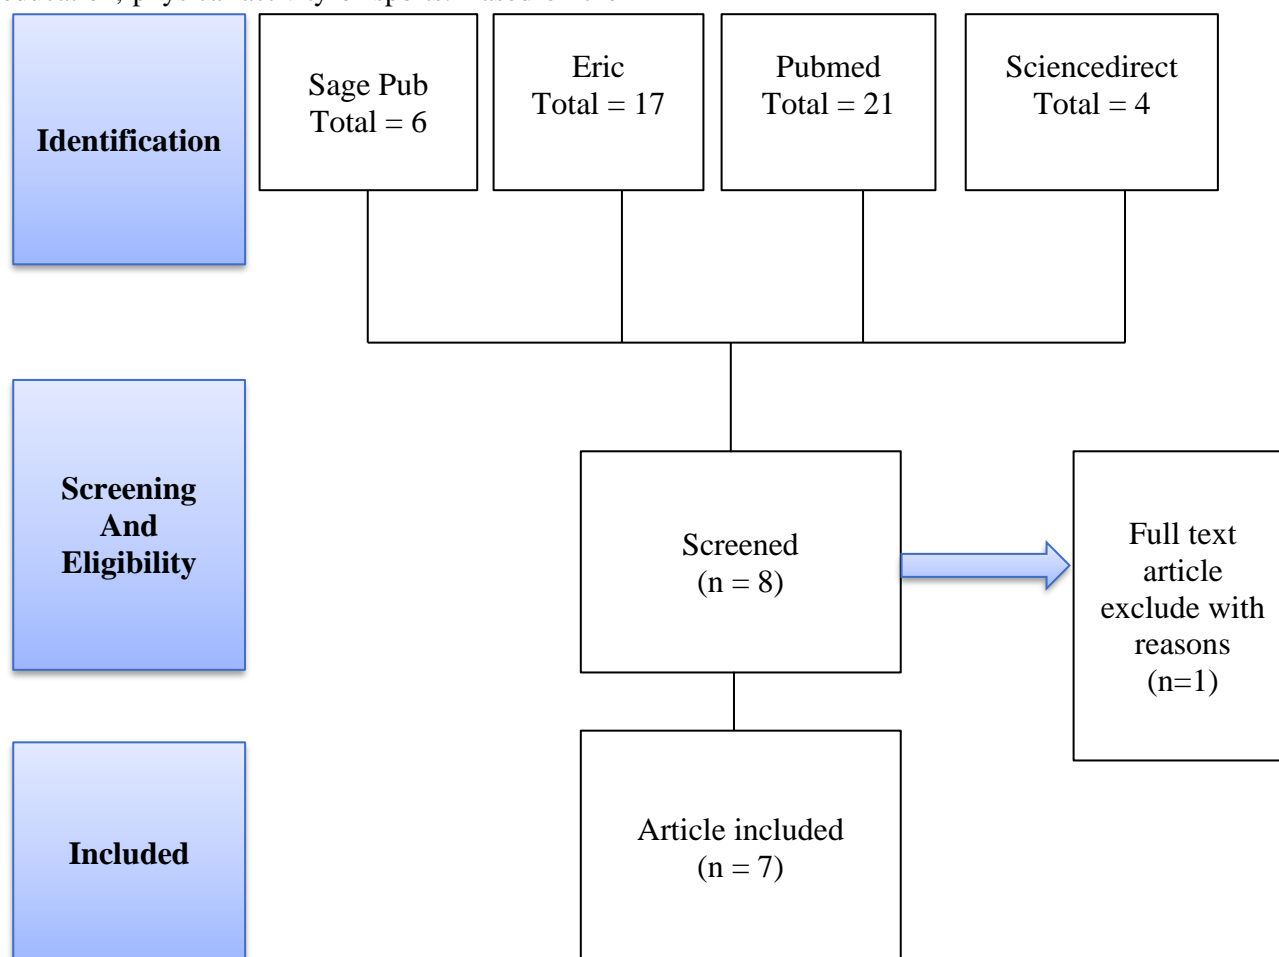 Identification
Sage Pub
Total = 6
Eric
Total = 17
Pubmed
Total = 21
Sciencedirect
Total = 4
Screening
And
Eligibility
Screened
(n = 8)
Full text
article
exclude with
reasons
(n=1)
Included
Article included
(n = 7)